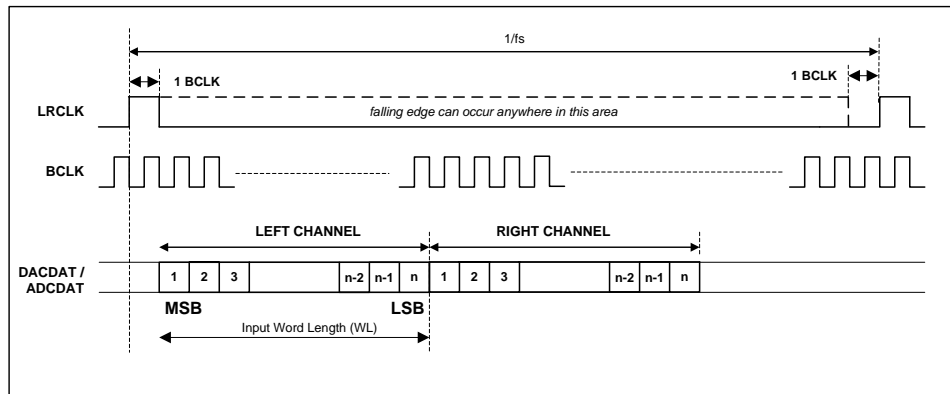 1/fs
1 BCLK
1 BCLK
LRCLK
falling edge can occur anywhere in this area
BCLK
LEFT CHANNEL
RIGHT CHANNEL
DACDAT /
ADCDAT
1 2 3 n-2 n-1 n 1 2 3 n-2 n-1 n
MSB LSB
Input Word Length (WL)